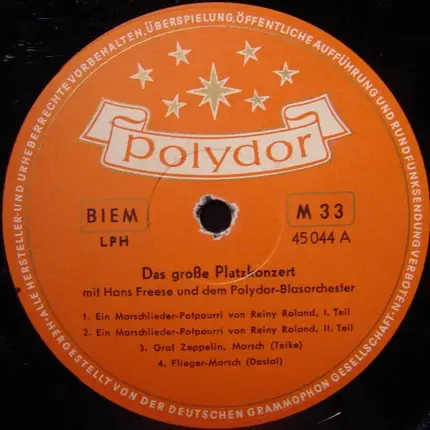 ALLE HERSTELLER- UND URHEBERRECHTE VORBEHALTEN, ÜBERSPIELUNG, ÖFFENTLICHE AUFFÜHRUNG UND RUNDFUNKSENDUNG VERBOTEN.
polydor
BIEM
LPH
M 33
45 044 A
Das große Platzkonzert
mit Hans Freese und dem Polydor-Blasorchester
1. Ein Marschlieder-Potpourri von Reiny Roland, I. Teil
2. Ein Marschlieder-Potpourri von Reiny Roland, II. Teil
3. Graf Zeppelin, Marsch (Teike)
4. Flieger-Marsch (Dostal)
HERGESTELLT VON DER DEUTSCHEN GRAMMOPHON GESELLSCHAFT